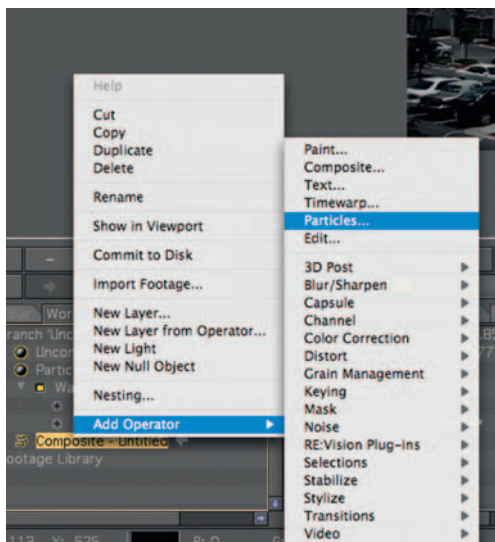 Help
Cut
Copy
Duplicate
Delete
Rename
Show in Viewport
Commit to Disk
Import Footage...
New Layer...
New Layer from Operator...
New Light
New Null Object
Nesting...
Add Operator
Paint...
Composite...
Text...
Timewarp...
Particles...
Edit...
3D Post
Blur/Sharpen
Capsule
Channel
Color Correction
Distort
Grain Management
Keying
Mask
Noise
RE:Vision Plug-ins
Selections
Stabilize
Stylize
Transitions
Video
Composite - Untitled
ootage Library